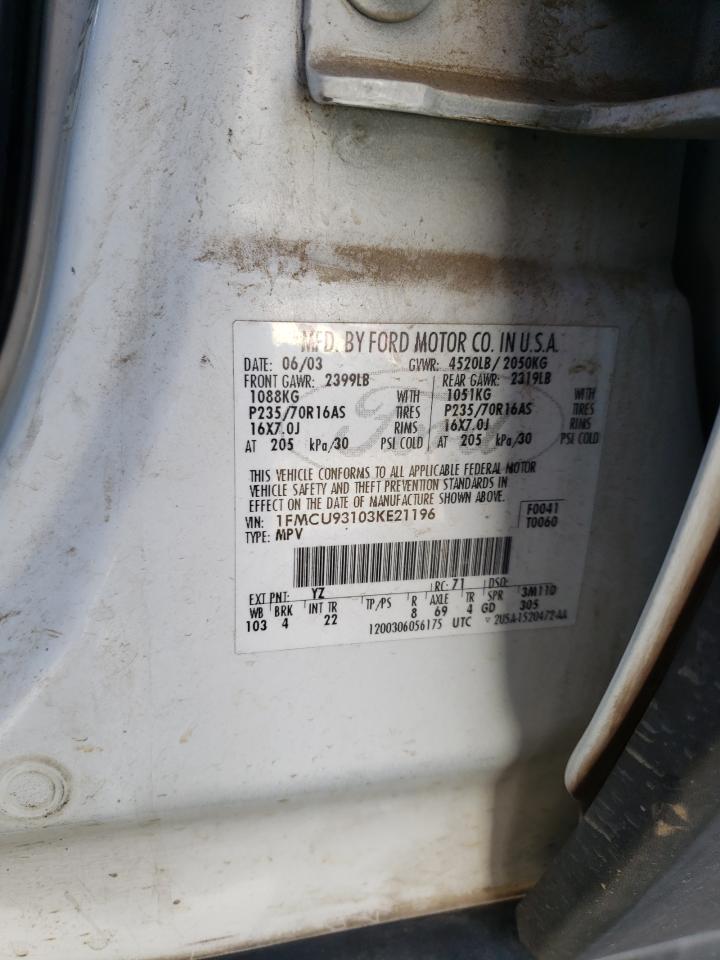 MFD. BY FORD MOTOR CO. IN U.S.A.
DATE: 06/03 GVWR: 4520LB/ 2050KG
FRONT GAWR: 2399LB REAR GAWR: 2319LB
1088KG WITH 1051KG WITH
P235/70R16AS TIRES P235/70R16AS TIRES
16X7.0J RIMS 16X7.0J RIMS
AT 205 kPa/30 PSI COLD AT 205 kPa/30 PSI COLD
Ford
THIS VEHICLE CONFORMS TO ALL APPLICABLE FEDERAL MOTOR
VEHICLE SAFETY AND THEFT PREVENTION STANDARDS IN
EFFECT ON THE DATE OF MANUFACTURE SHOWN ABOVE.
VIN: 1FMCU93103KE21196 F0041
TYPE: MPV T0060
EXT PNT: YZ RC: 71 DSO:
WB BRK INT TR TP/PS R AXLE TR SPR 3M11D
103 4 22 8 69 4 GD 305
1200306056175 UTC ▽ 2U5A-1520472-AA